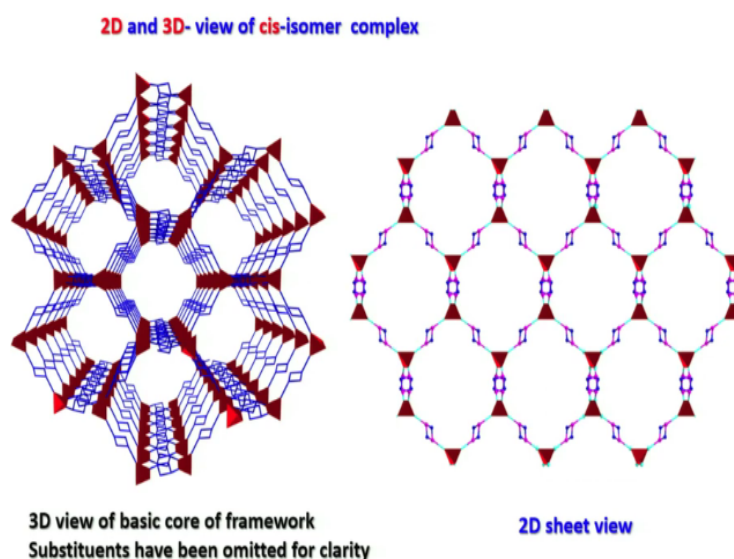 2D and 3D- view of cis-isomer complex
3D view of basic core of framework
Substituents have been omitted for clarity
2D sheet view